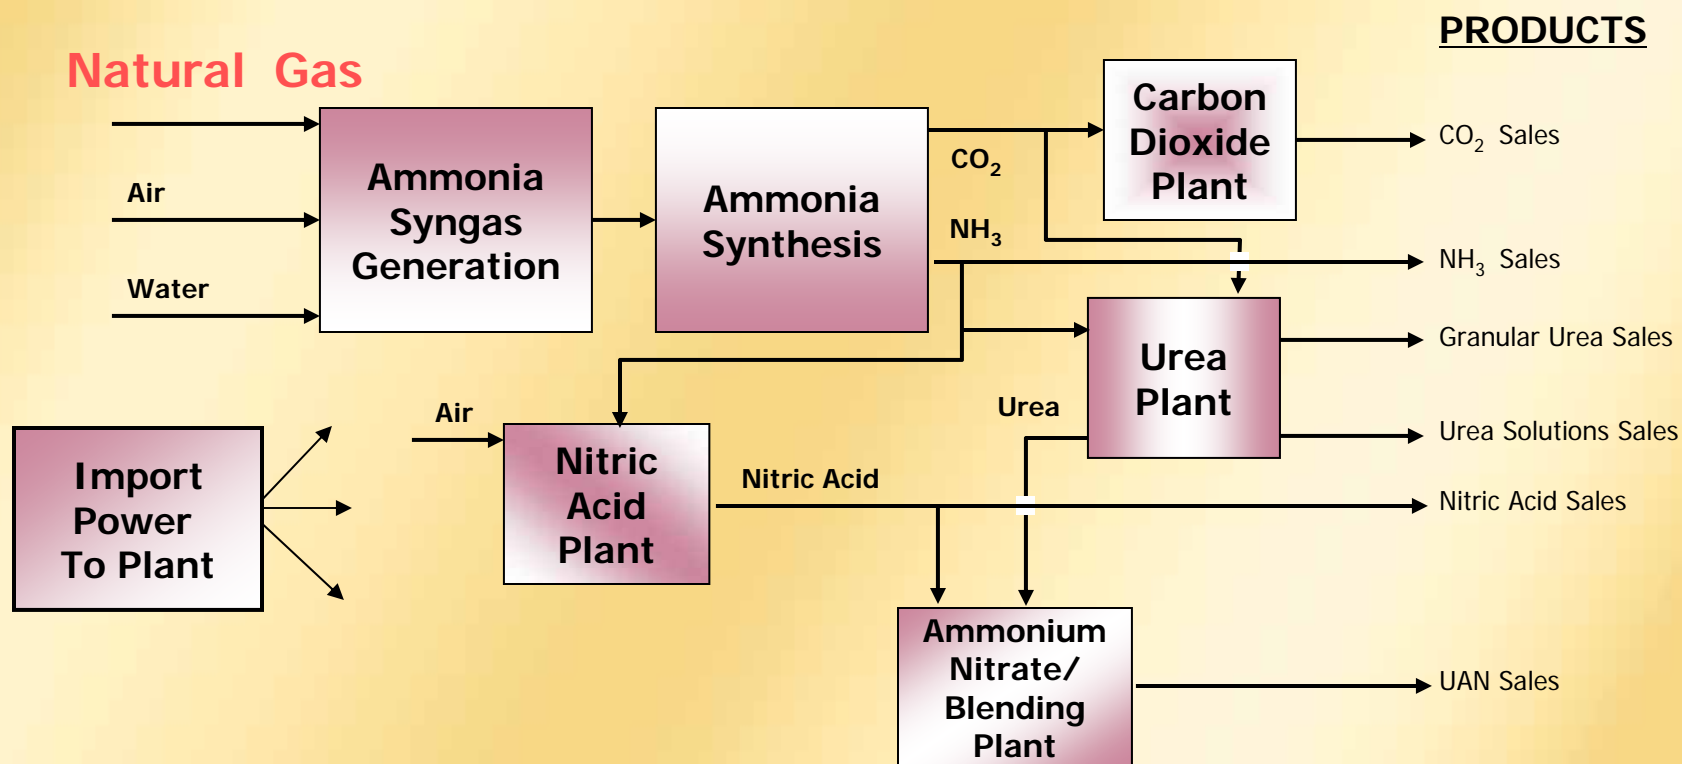 PRODUCTS
Natural Gas
Carbon
Dioxide
Plant
CO2 Sales
Ammonia
Syngas
Generation
Ammonia
Synthesis
CO2
Air
NH3
NH3 Sales
Water
Granular Urea Sales
Urea
Plant
Urea
Air
Urea Solutions Sales
Import
Power
To Plant
Nitric
Acid
Plant
Nitric Acid
Nitric Acid Sales
Ammonium
Nitrate/
Blending
Plant
UAN Sales